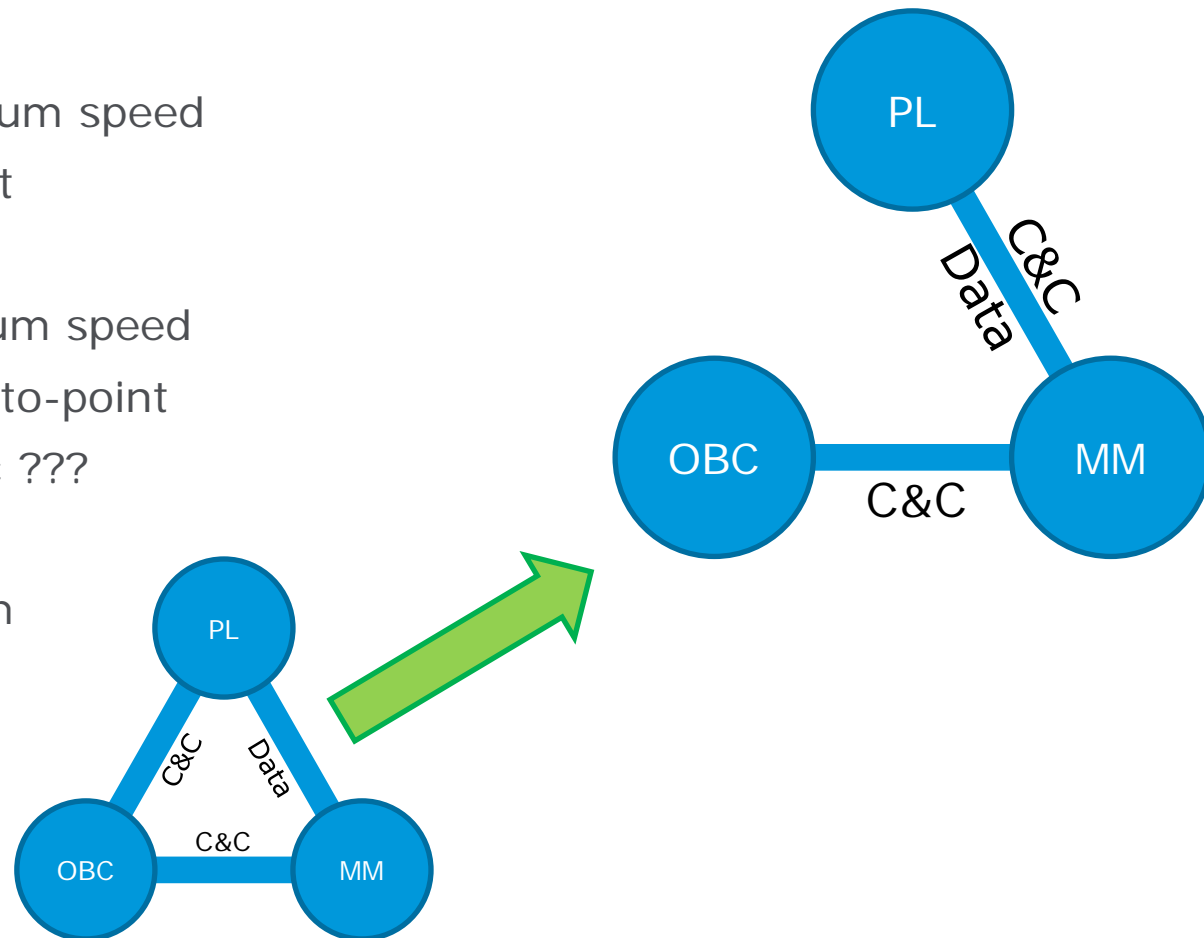 um speed
t
um speed
to-point
???
n
PL
C&C
Data
OBC
C&C
MM
PL
C&C
Data
C&C
OBC
MM